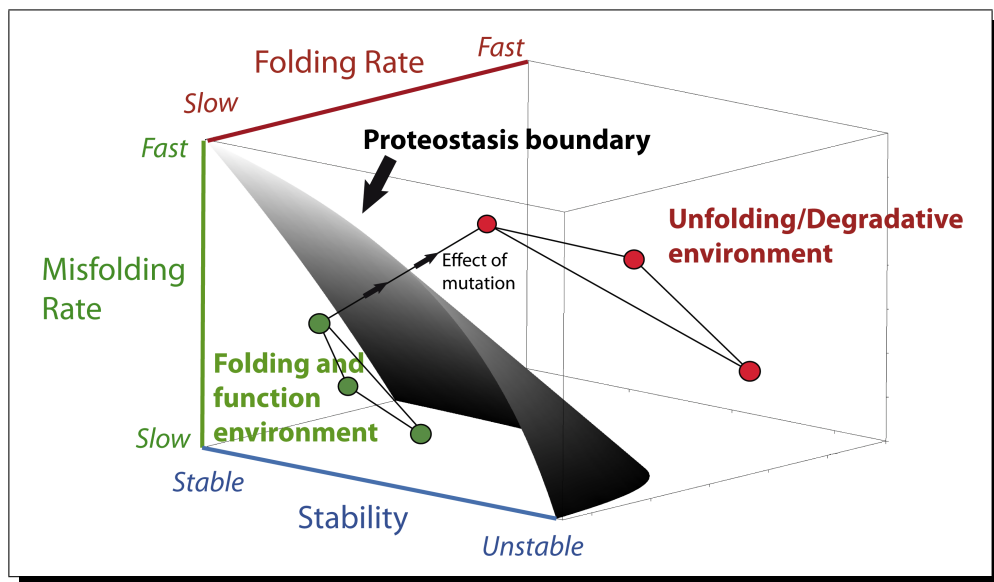 Fast
Folding Rate
Slow
Fast
Proteostasis boundary
Unfolding/Degradative
environment
Effect of
mutation
Misfolding
Rate
Folding and
function
environment
Slow
Stable
Stability
Unstable